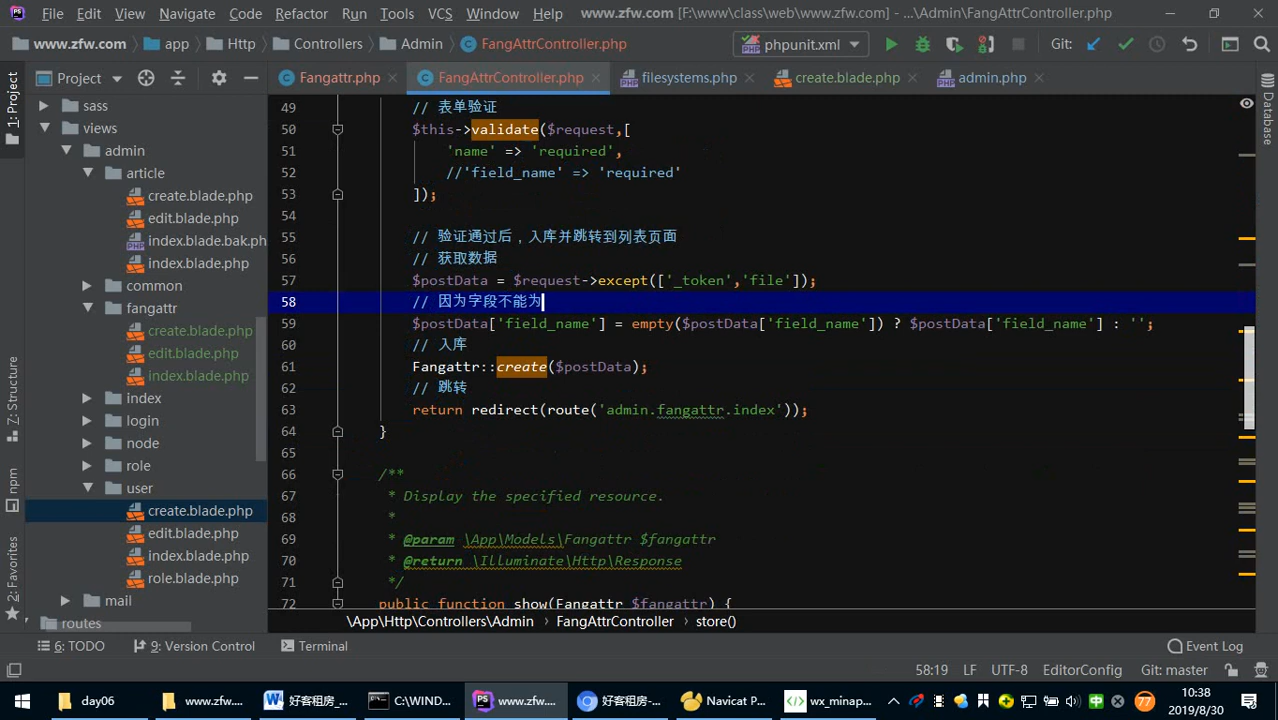 File Edit View Navigate Code Refactor Run Tools VCS Window Help www.zfw.com [F:\www\class\web\www.zfw.com] - ...\Admin\FangAttrController.php
www.zfw.com app Http Controllers Admin FangAttrController.php phpunit.xml Git:
Project Fangattr.php FangAttrController.php filesystems.php create.blade.php admin.php
1: Project
Z: Structure
npm
2: Favorites
Database
sass
views
admin
article
create.blade.php
edit.blade.php
index.blade.bak.ph
index.blade.php
common
fangattr
create.blade.php
edit.blade.php
index.blade.php
index
login
node
role
user
create.blade.php
edit.blade.php
index.blade.php
role.blade.php
mail
routes
49 // 表单验证
50 $this->validate($request,[
51 'name' => 'required',
52 //'field_name' => 'required'
53 ]);
54
55 // 验证通过后，入库并跳转到列表页面
56 // 获取数据
57 $postData = $request->except(['_token','file']);
58 // 因为字段不能为
59 $postData['field_name'] = empty($postData['field_name']) ? $postData['field_name'] : '';
60 // 入库
61 Fangattr::create($postData);
62 // 跳转
63 return redirect(route('admin.fangattr.index'));
64 }
65
66 /**
67 * Display the specified resource.
68 *
69 * @param \App\Models\Fangattr $fangattr
70 * @return \Illuminate\Http\Response
71 */
72 public function show(Fangattr $fangattr) {
\App\Http\Controllers\Admin FangAttrController store()
6: TODO 9: Version Control Terminal Event Log
58:19 LF UTF-8 EditorConfig Git: master
day06 www.zfw.... 好客租房_... C:\WIND... www.zfw.... 好客租房-... Navicat P... wx_minap... 77 10:38
2019/8/30